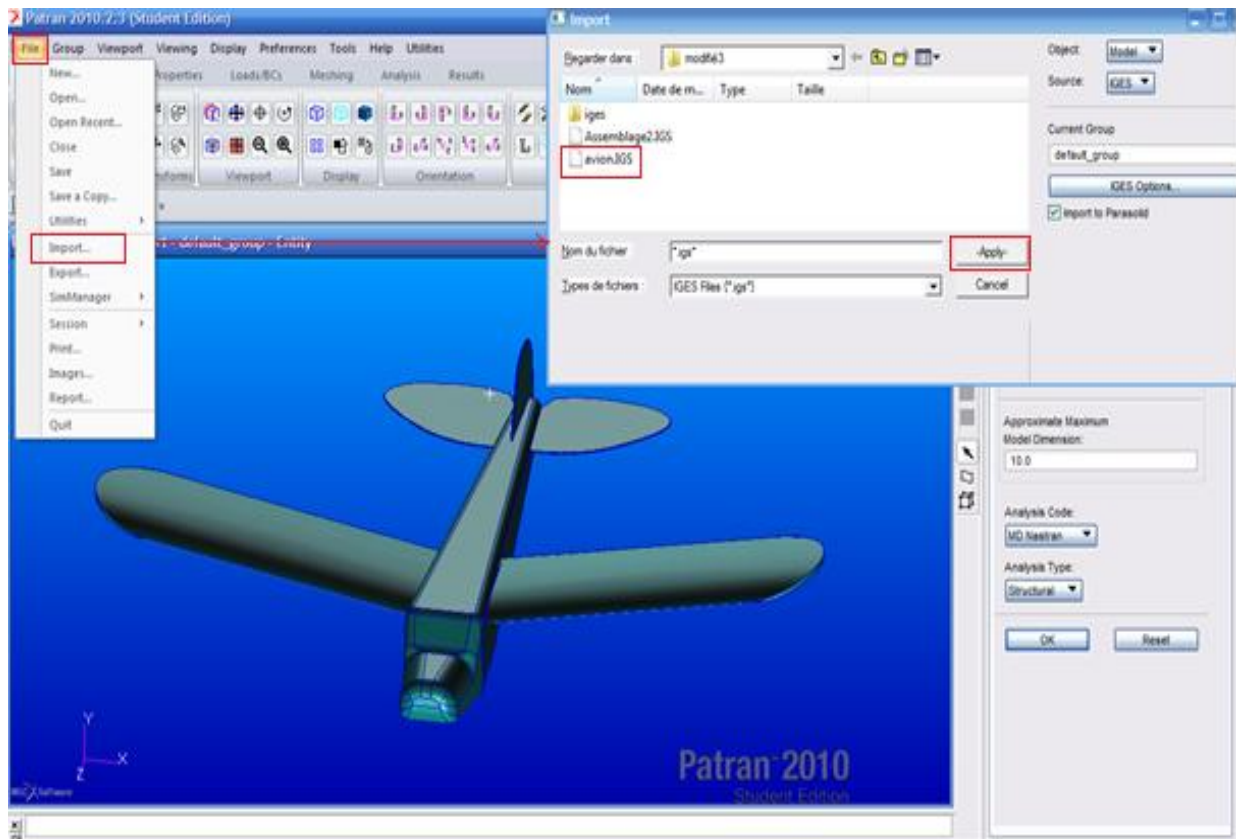 Patran 2010.2.3 (Student Edition)
File Group Viewport Viewing Display Preferences Tools Help Utilities
Properties Loads/BCs Meshing Analysis Results
Viewport Display Orientation
New...
Open...
Open Recent...
Close
Save
Save a Copy...
Utilities
Import...
Export...
SimManager
Session
Print...
Images...
Report...
Quit
default_group - Entity
Import
Regarder dans
Nom Date de m... Type Taille
iges
Assemblage2.IGS
avion.IGS
Nom du fichier "*.igs"
Types de fichiers IGES Files (*.igs*)
-Apply-
Cancel
Object: Model
Source: IGES
Current Group
default_group
IGES Options...
Import to Parasolid
Approximate Maximum
Model Dimension:
10.0
Analysis Code:
MD Nastran
Analysis Type:
Structural
OK Reset
Y
X
Z
Patran 2010
Student Edition